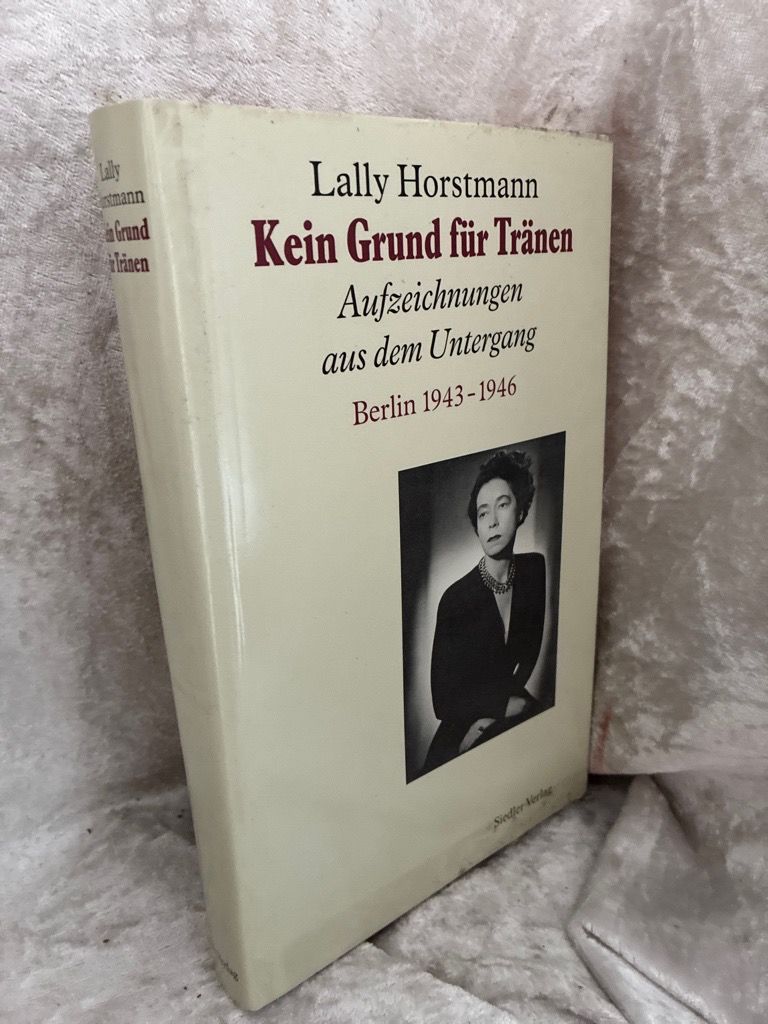 Lally Horstmann
Kein Grund für Tränen
Aufzeichnungen
aus dem Untergang
Berlin 1943–1946
Siedler Verlag
Lally
Horstmann
Kein Grund
für Tränen